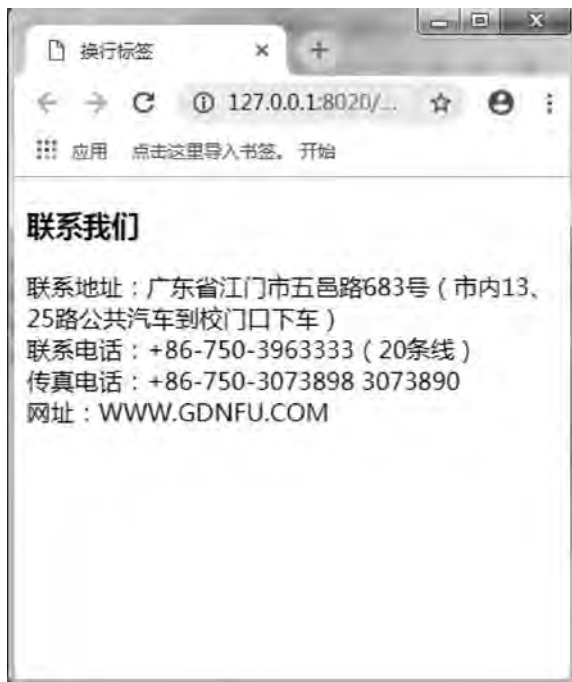 换行标签
127.0.0.1:8020/...
应用 点击这里导入书签。 开始
联系我们
联系地址：广东省江门市五邑路683号（市内13、
25路公共汽车到校门口下车）
联系电话：+86-750-3963333（20条线）
传真电话：+86-750-3073898 3073890
网址：WWW.GDNFU.COM